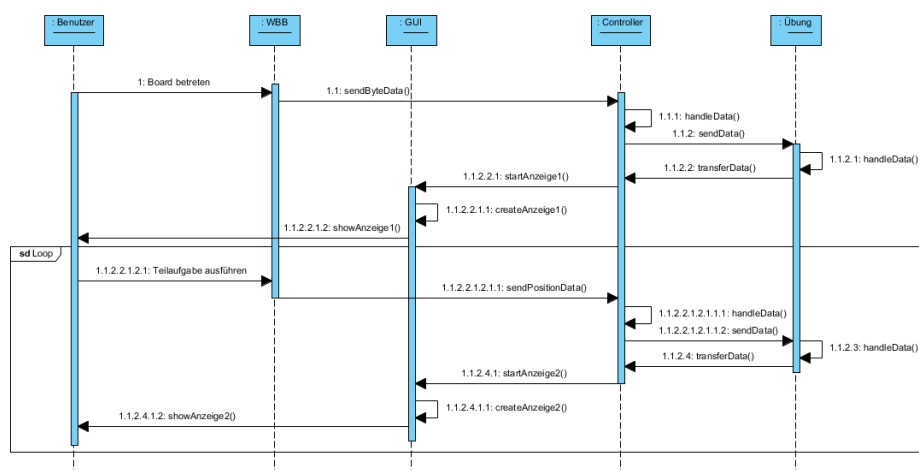 : Benutzer
: WBB
: GUI
: Controller
: Übung
1: Board betreten
1.1: sendByteData()
1.1.1: handleData()
1.1.2: sendData()
1.1.2.1: handleData()
1.1.2.2: transferData()
1.1.2.2.1: startAnzeige1()
1.1.2.2.1.1: createAnzeige1()
1.1.2.2.1.2: showAnzeige1()
sd Loop
1.1.2.2.1.2.1: Teilaufgabe ausführen
1.1.2.2.1.2.1.1: sendPositionData()
1.1.2.2.1.2.1.1.1: handleData()
1.1.2.2.1.2.1.1.2: sendData()
1.1.2.3: handleData()
1.1.2.4: transferData()
1.1.2.4.1: startAnzeige2()
1.1.2.4.1.1: createAnzeige2()
1.1.2.4.1.2: showAnzeige2()